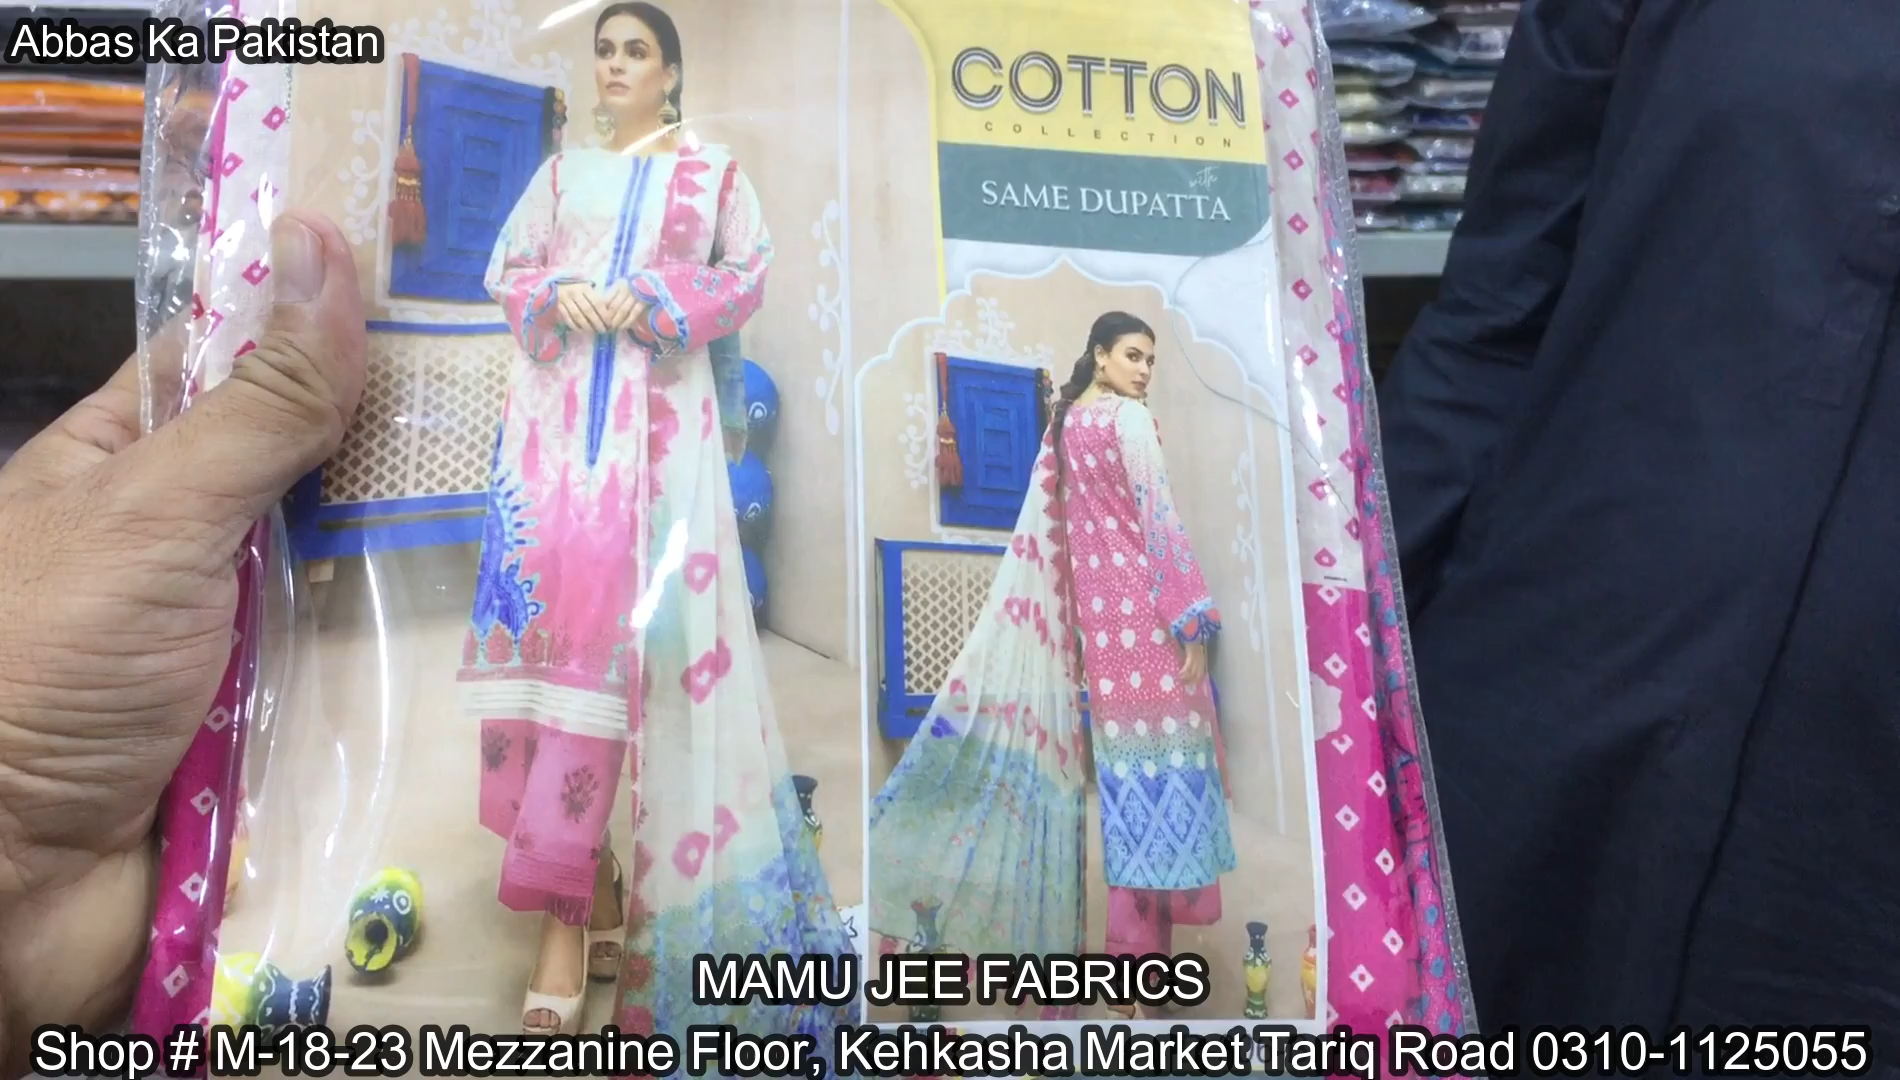 Abbas Ka Pakistan
COTTON
COLLECTION
with
SAME DUPATTA
MAMU JEE FABRICS
Shop # M-18-23 Mezzanine Floor, Kehkasha Market Tariq Road 0310-1125055